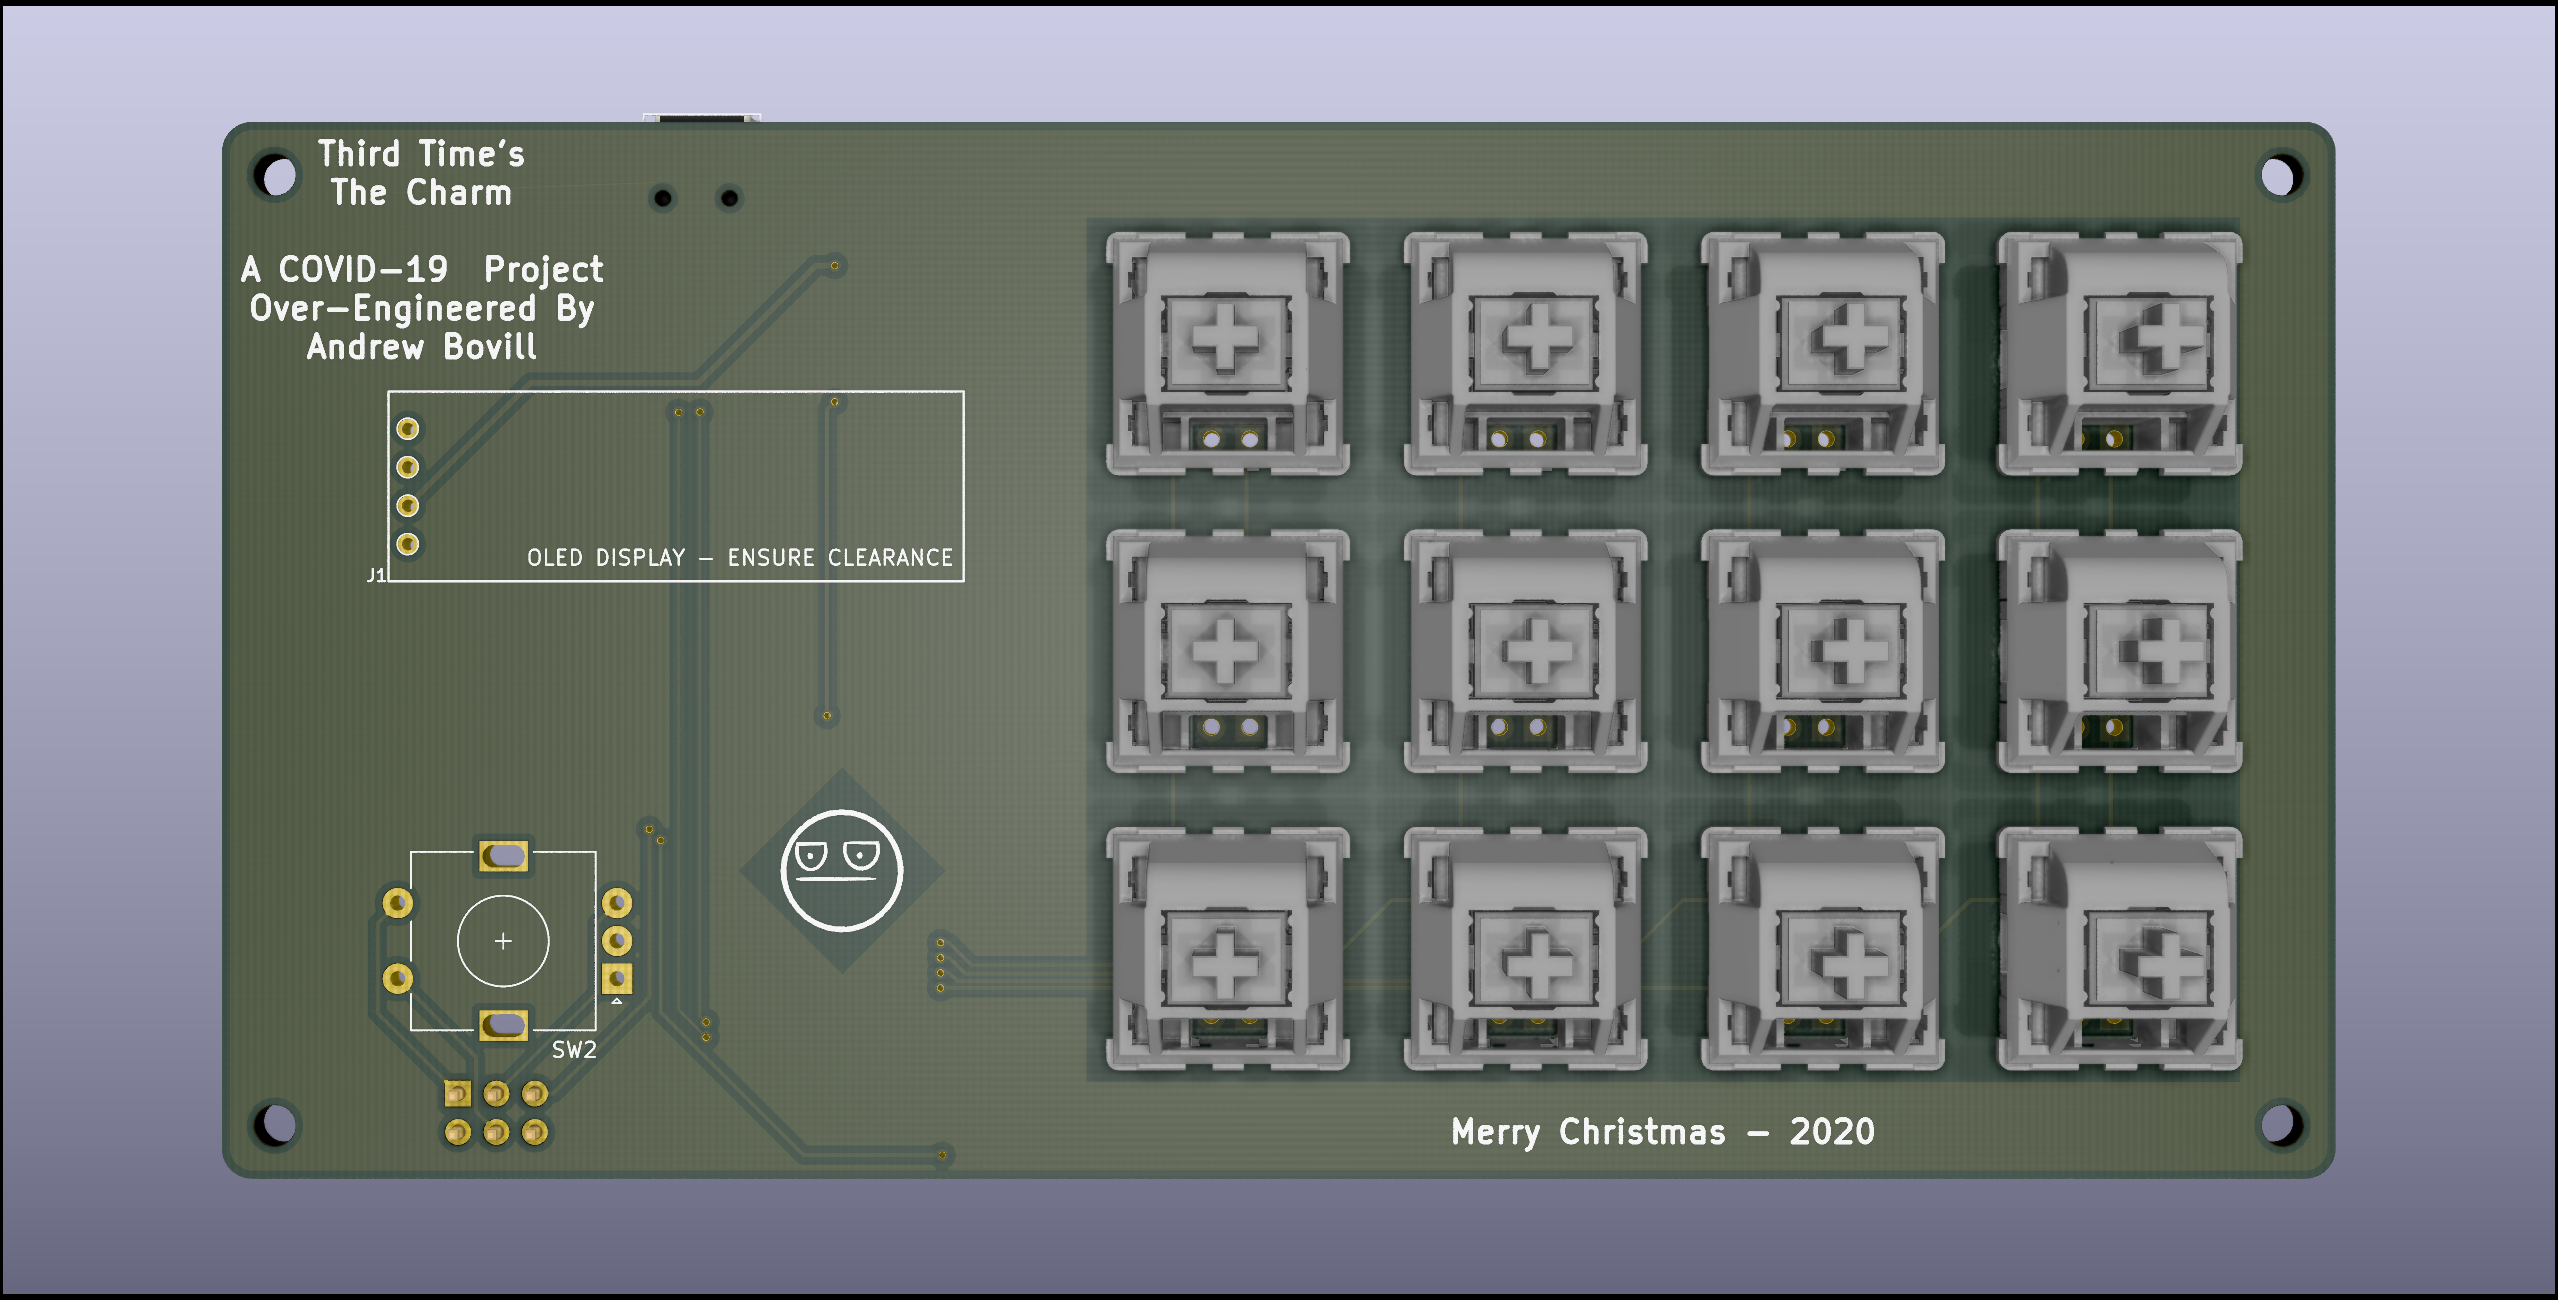 Third Time's
The Charm
A COVID-19  Project
Over-Engineered By
Andrew Bovill
OLED DISPLAY - ENSURE CLEARANCE
J1
SW2
Merry Christmas - 2020